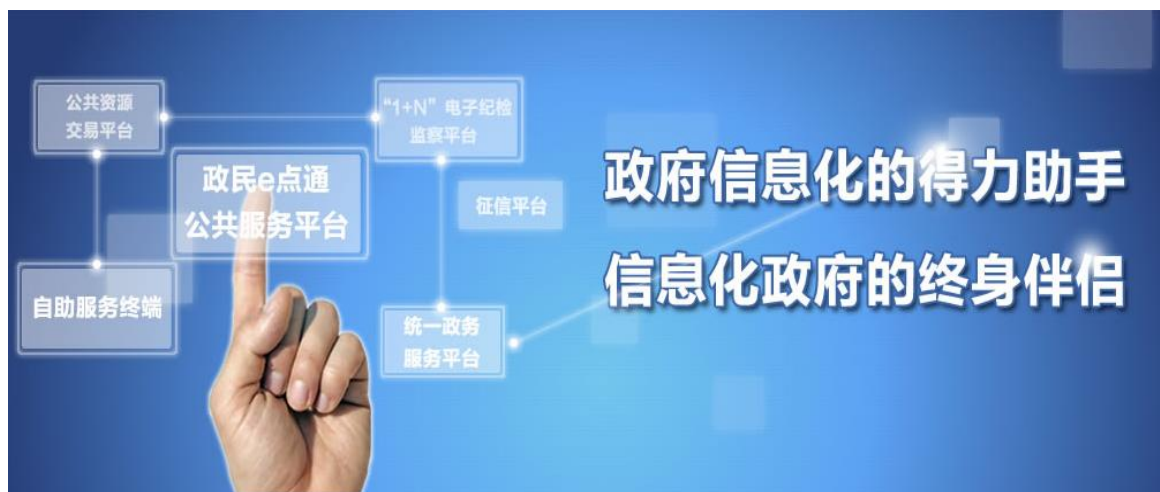 公共资源
交易平台
“1+N”电子纪检
监察平台
政民e点通
公共服务平台
征信平台
自助服务终端
统一政务
服务平台
政府信息化的得力助手
信息化政府的终身伴侣